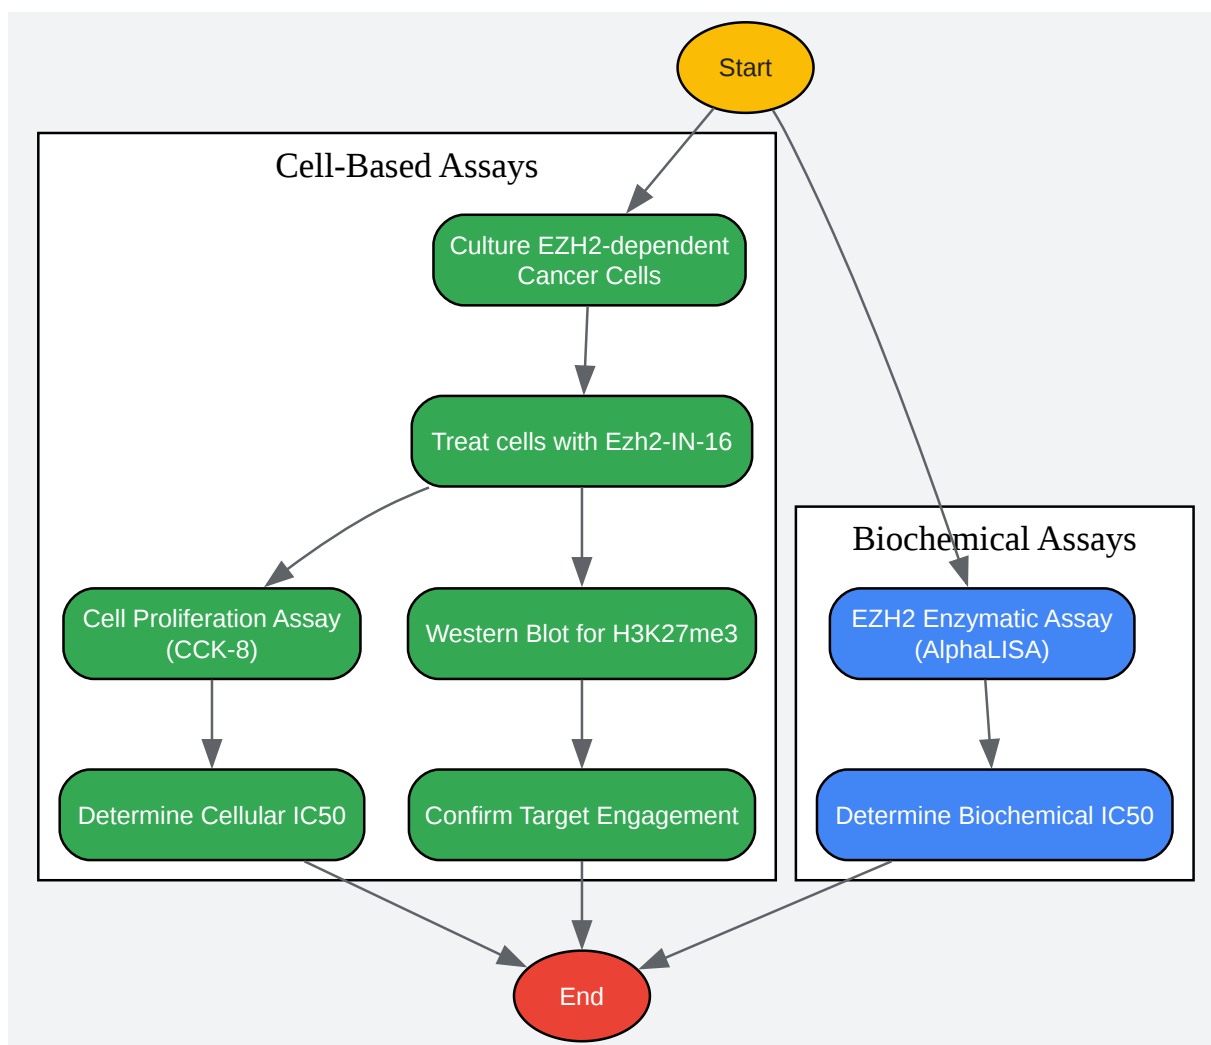 Start
Cell-Based Assays
Culture EZH2-dependent
Cancer Cells
Treat cells with Ezh2-IN-16
Biochemical Assays
Cell Proliferation Assay
(CCK-8)
Western Blot for H3K27me3
EZH2 Enzymatic Assay
(AlphaLISA)
Determine Cellular IC50
Confirm Target Engagement
Determine Biochemical IC50
End